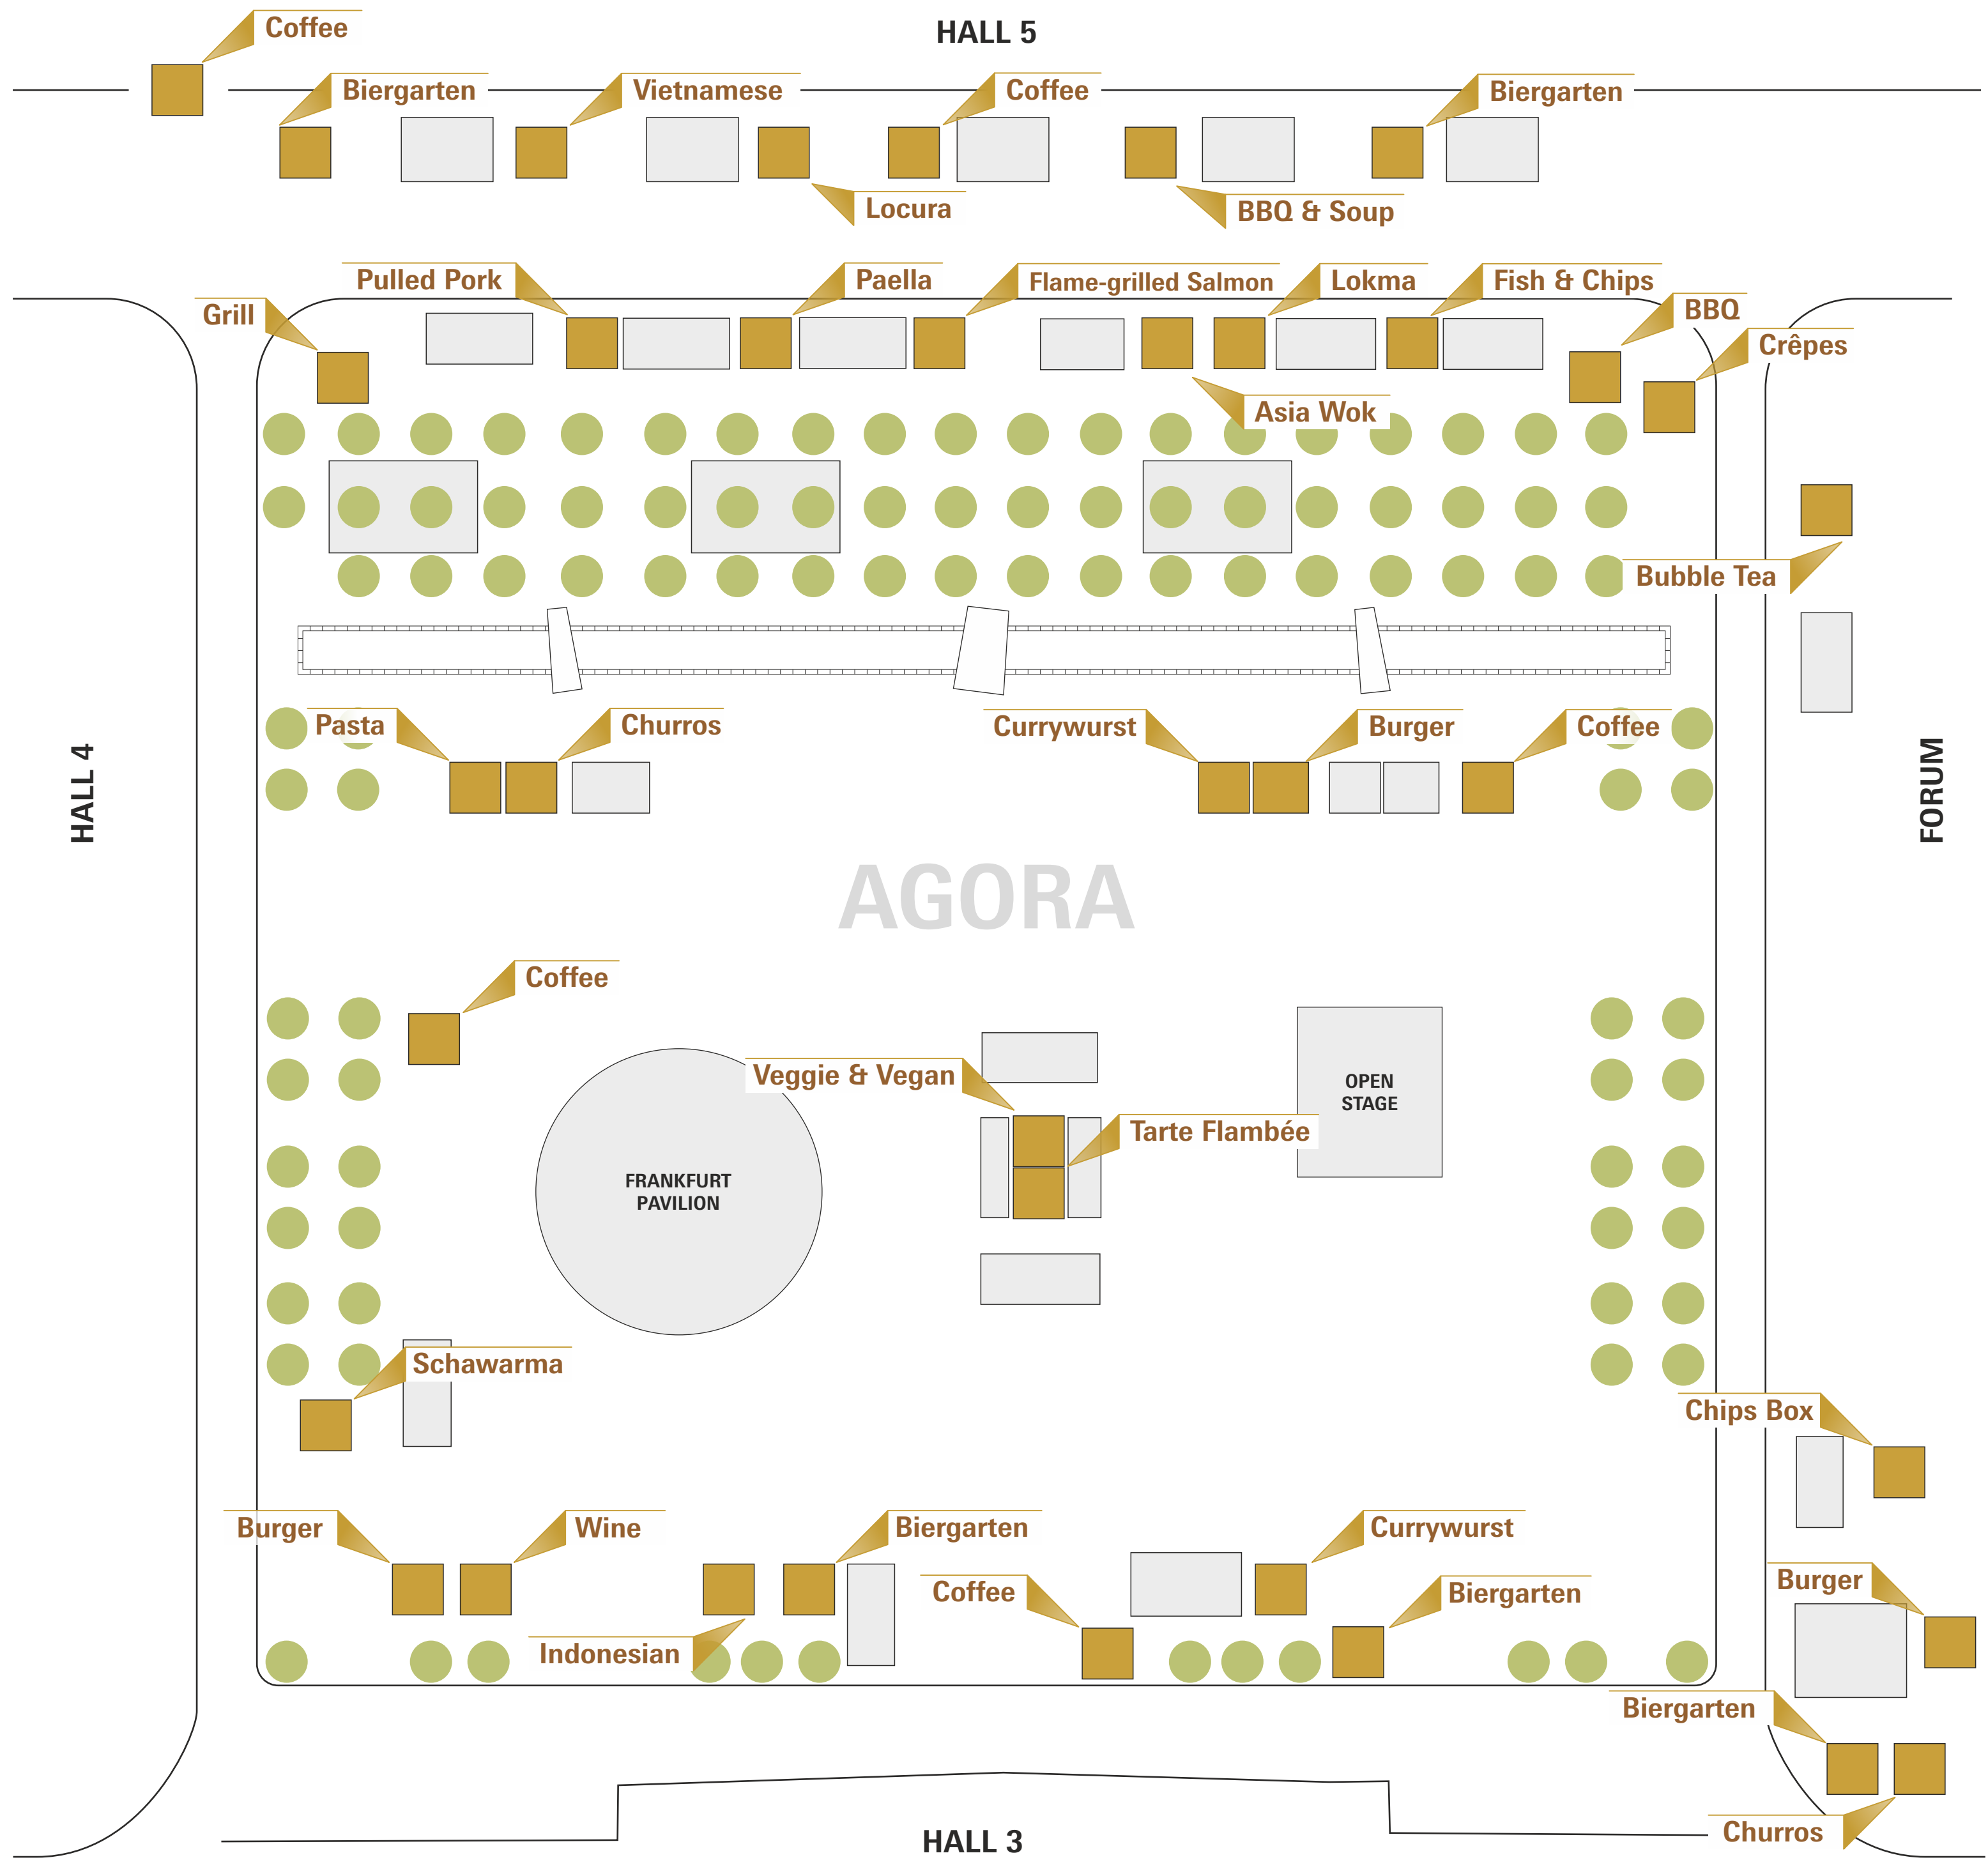 Coffee
HALL 5
Biergarten
Vietnamese
Coffee
Biergarten
Locura
BBQ & Soup
Pulled Pork
Paella
Flame-grilled Salmon
Lokma
Fish & Chips
Grill
BBQ
Crêpes
Asia Wok
Bubble Tea
Pasta
Churros
Currywurst
Burger
Coffee
HALL 4
FORUM
AGORA
Coffee
Veggie & Vegan
OPEN
STAGE
Tarte Flambée
FRANKFURT
PAVILION
Schawarma
Chips Box
Burger
Wine
Biergarten
Currywurst
Coffee
Biergarten
Burger
Indonesian
Biergarten
Churros
HALL 3